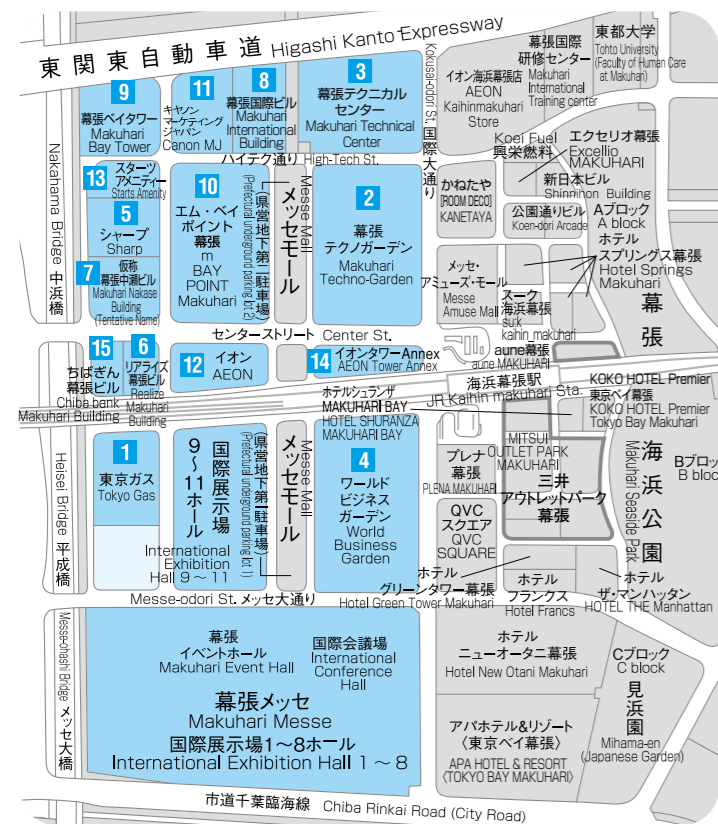 東関東自動車道 Higashi Kanto Expressway
Kokusai-odori St. 国際大通り
イオン海浜幕張店
AEON
Kaihinmakuhari
Store
幕張国際
研修センター
Makuhari
International
Training center
東都大学
Tohto University
(Faculty of Human Care
at Makuhari)
9
幕張ベイタワー
Makuhari
Bay Tower
11
キヤノン
マーケティング
ジャパン
Canon MJ
8
幕張国際ビル
Makuhari
International
Building
3
幕張テクニカル
センター
Makuhari Technical
Center
ハイテク通り High-Tech St.
Nakahama Bridge 中浜橋
13
スターツ
アメニティー
Starts Amenity
5
シャープ
Sharp
7
仮称
幕張中瀬ビル
Makuhari Nakase
Building
(Tentative Name)
10
エム・ベイ
ポイント
幕張
m
BAY
POINT
Makuhari
(県営地下第二駐車場)
(Prefectural underground parking lot 2)
メッセモール
Messe Mall
2
幕張
テクノガーデン
Makuhari
Techno-Garden
かねたや
[ROOM DECO]
KANETAYA
Koei Fuel
興栄燃料
エクセリオ幕張
Excellio
MAKUHARI
新日本ビル
Shinnihon Building
公園通りビル
Koen-dori Arcade
Aブロック
A block
ホテル
スプリングス幕張
Hotel Springs
Makuhari
メッセ・
アミューズ・モール
Messe
Amuse Mall
スーク
海浜幕張
su:k
kaihin_makuhari
aune幕張
aune MAKUHARI
センターストリート Center St.
15
ちばぎん
幕張ビル
Chiba bank
Makuhari Building
6
リアライズ
幕張ビル
Realize
Makuhari
Building
12
イオン
AEON
14
イオンタワーAnnex
AEON Tower Annex
海浜幕張駅
JR Kaihin makuhari Sta.
ホテルシュランザ
MAKUHARI BAY
HOTEL SHURANZA
MAKUHARI BAY
KOKO HOTEL Premier
東京ベイ幕張
KOKO HOTEL Premier
Tokyo Bay Makuhari
幕張海浜公園
Makuhari Seaside Park
Bブロッ
B bloc
Heisei Bridge 平成橋
1
東京ガス
Tokyo Gas
国際展示場
9〜11ホール
International
Exhibition
Hall 9〜11
(県営地下第一駐車場)
(Prefectural underground parking lot 1)
メッセモール
Messe Mall
4
ワールド
ビジネス
ガーデン
World
Business
Garden
プレナ
幕張
PLENA MAKUHARI
MITSUI
OUTLET PARK
MAKUHARI
三井
アウトレットパーク
幕張
QVC
スクエア
QVC
SQUARE
ホテル
グリーンタワー幕張
Hotel Green Tower Makuhari
ホテル
フランクス
Hotel Francs
ホテル
ザ・マンハッタン
HOTEL THE Manhattan
Messe-odori St. メッセ大通り
Messe-ohashi Bridge メッセ大橋
幕張
イベントホール
Makuhari Event Hall
国際会議場
International
Conference
Hall
幕張メッセ
Makuhari Messe
国際展示場1〜8ホール
International Exhibition Hall 1〜8
ホテル
ニューオータニ幕張
Hotel New Otani Makuhari
アパホテル&リゾート
〈東京ベイ幕張〉
APA HOTEL & RESORT
〈TOKYO BAY MAKUHARI〉
Cブロック
C block
見浜園
Mihama-en
(Japanese Garden)
市道千葉臨海線 Chiba Rinkai Road (City Road)